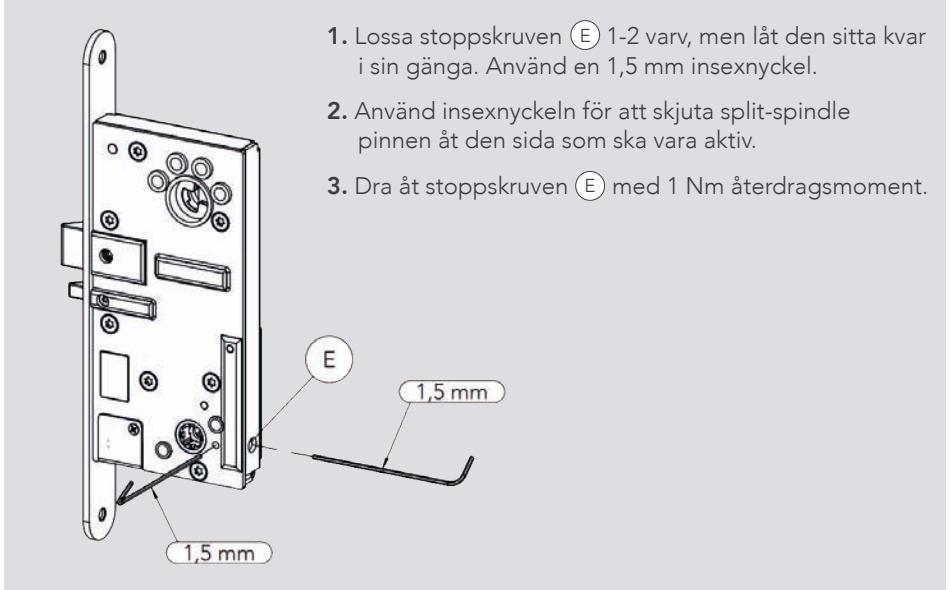 1. Lossa stoppskruven E 1-2 varv, men låt den sitta kvar
i sin gänga. Använd en 1,5 mm insexnyckel.
2. Använd insexnyckeln för att skjuta split-spindle
pinnen åt den sida som ska vara aktiv.
3. Dra åt stoppskruven E med 1 Nm återdragsmoment.
E
1,5 mm
1,5 mm